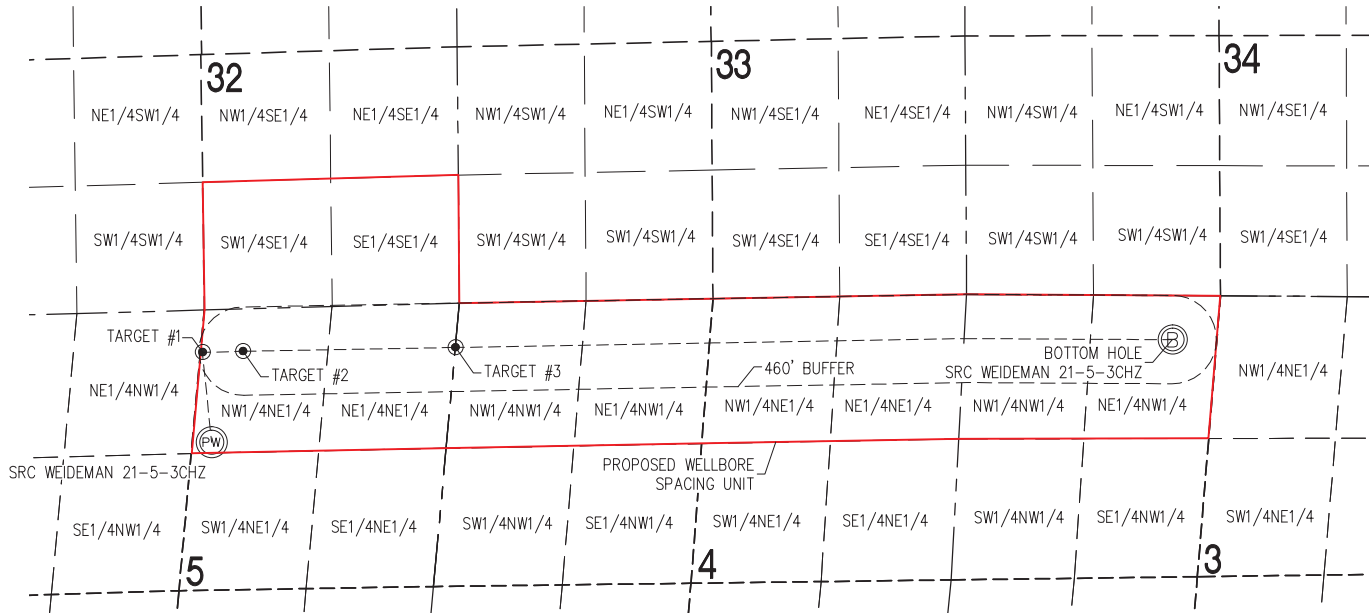 32
33
34
NE1/4SW1/4
NW1/4SE1/4
NE1/4SE1/4
NW1/4SW1/4
NE1/4SW1/4
NW1/4SE1/4
NE1/4SE1/4
NW1/4SW1/4
NE1/4SW1/4
NW1/4SE1/4
SW1/4SW1/4
SW1/4SE1/4
SE1/4SE1/4
SW1/4SW1/4
SW1/4SW1/4
SW1/4SE1/4
SE1/4SE1/4
SW1/4SW1/4
SW1/4SW1/4
SW1/4SE1/4
TARGET #1
TARGET #2
TARGET #3
460' BUFFER
B
BOTTOM HOLE
SRC WEIDEMAN 21-5-3CHZ
NE1/4NW1/4
NW1/4NE1/4
NE1/4NE1/4
NW1/4NW1/4
NE1/4NW1/4
NW1/4NE1/4
NE1/4NE1/4
NW1/4NW1/4
NE1/4NW1/4
NW1/4NE1/4
PW
SRC WEIDEMAN 21-5-3CHZ
PROPOSED WELLBORE
SPACING UNIT
SE1/4NW1/4
SW1/4NE1/4
SE1/4NE1/4
SW1/4NW1/4
SE1/4NW1/4
SW1/4NE1/4
SE1/4NE1/4
SW1/4NW1/4
SE1/4NW1/4
SW1/4NE1/4
5
4
3